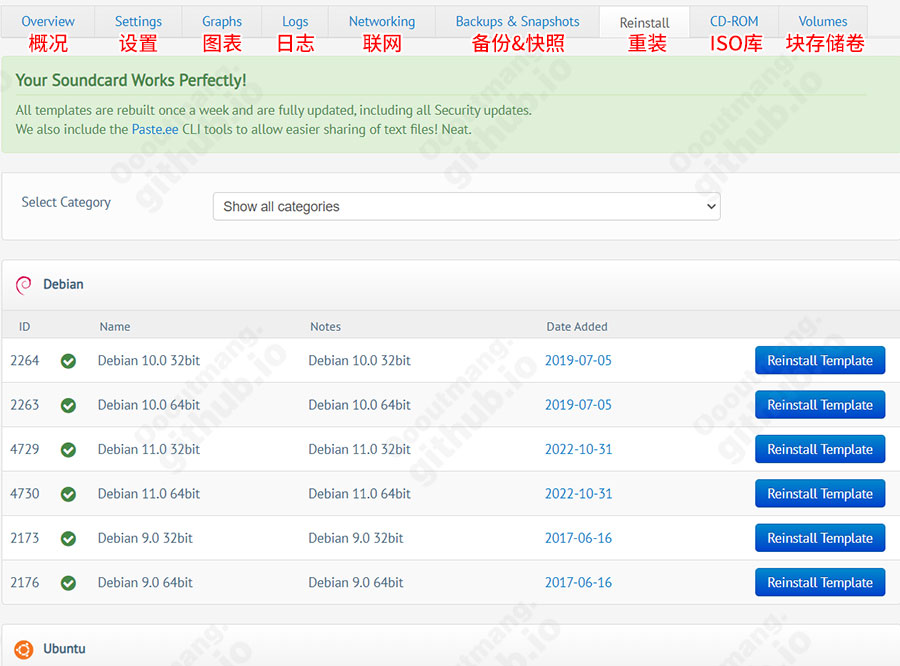 Overview Settings Graphs Logs Networking Backups & Snapshots Reinstall CD-ROM Volumes
概况 设置 图表 日志 联网 备份&快照 重装 ISO库 块存储卷
Your Soundcard Works Perfectly!
All templates are rebuilt once a week and are fully updated, including all Security updates.
We also include the Paste.ee CLI tools to allow easier sharing of text files! Neat.
Select Category Show all categories
Debian
ID Name Notes Date Added
2264 Debian 10.0 32bit Debian 10.0 32bit 2019-07-05 Reinstall Template
2263 Debian 10.0 64bit Debian 10.0 64bit 2019-07-05 Reinstall Template
4729 Debian 11.0 32bit Debian 11.0 32bit 2022-10-31 Reinstall Template
4730 Debian 11.0 64bit Debian 11.0 64bit 2022-10-31 Reinstall Template
2173 Debian 9.0 32bit Debian 9.0 32bit 2017-06-16 Reinstall Template
2176 Debian 9.0 64bit Debian 9.0 64bit 2017-06-16 Reinstall Template
Ubuntu
Oooutmang.
github.io